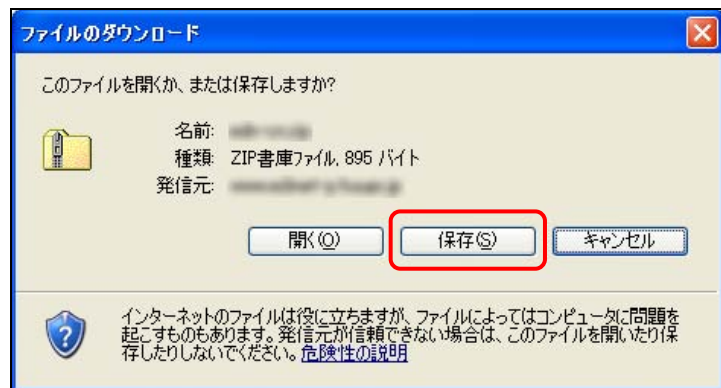 ファイルのダウンロード
このファイルを開くか、または保存しますか?
名前:
種類: ZIP書庫ファイル, 895 バイト
発信元:
開く(O) 保存(S) キャンセル
インターネットのファイルは役に立ちますが、ファイルによってはコンピュータに問題を
起こすものもあります。発信元が信頼できない場合は、このファイルを開いたり保
存したりしないでください。危険性の説明